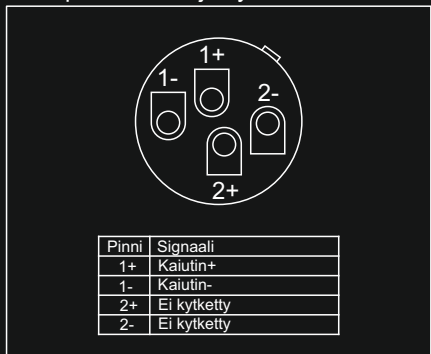 1+
1-
2-
2+
Pinni Signaali
1+ Kaiutin+
1- Kaiutin-
2+ Ei kytketty
2- Ei kytketty